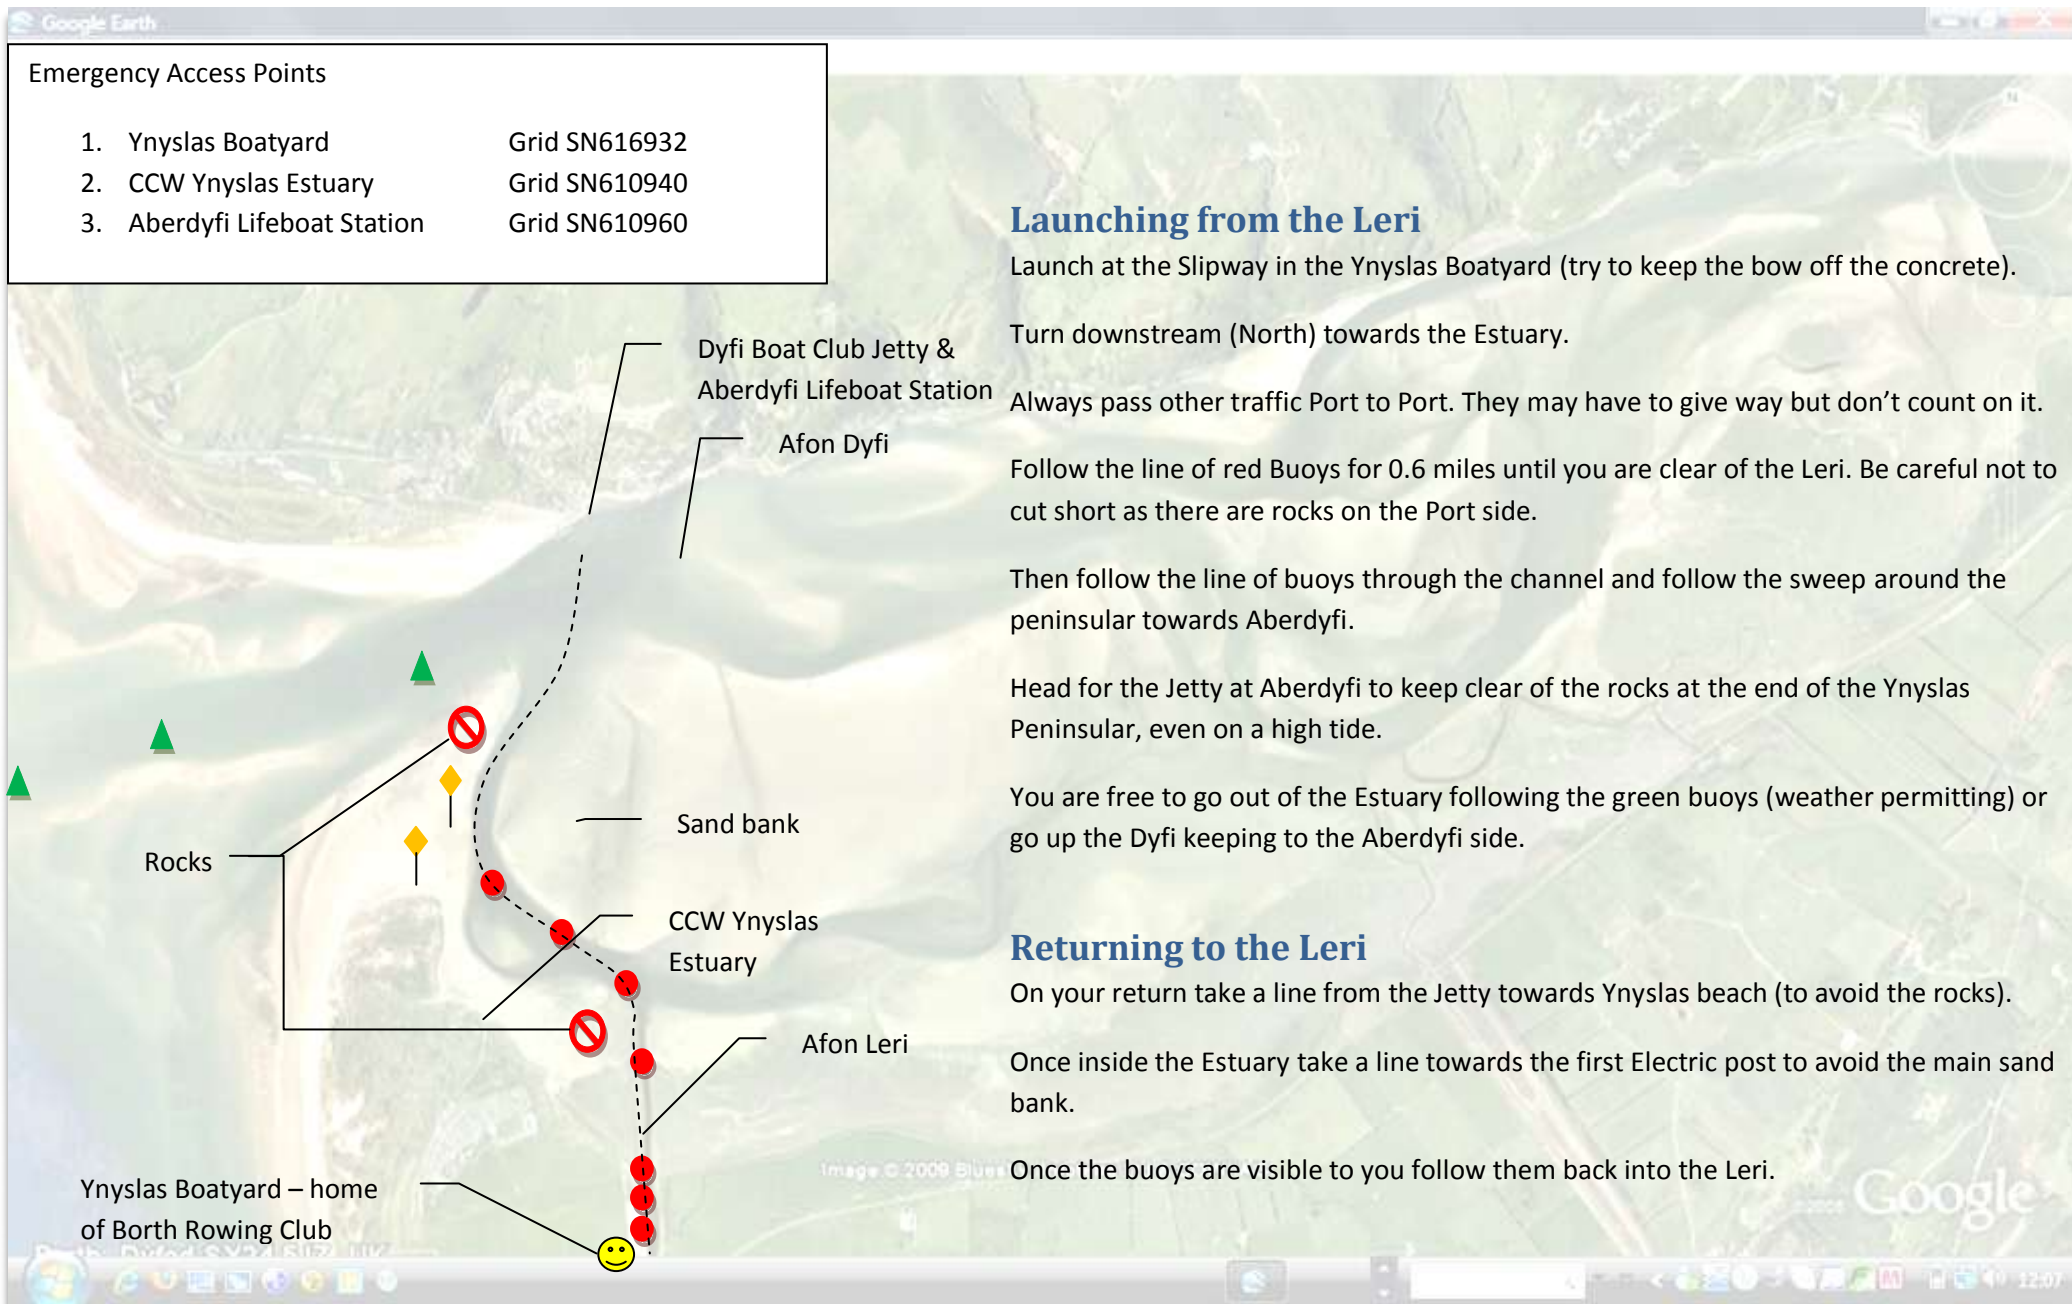 Google Earth
Emergency Access Points
1. Ynyslas Boatyard Grid SN616932
2. CCW Ynyslas Estuary Grid SN610940
3. Aberdyfi Lifeboat Station Grid SN610960
Dyfi Boat Club Jetty &
Aberdyfi Lifeboat Station
Afon Dyfi
Sand bank
Rocks
CCW Ynyslas
Estuary
Afon Leri
Ynyslas Boatyard – home
of Borth Rowing Club
Launching from the Leri
Launch at the Slipway in the Ynyslas Boatyard (try to keep the bow off the concrete).
Turn downstream (North) towards the Estuary.
Always pass other traffic Port to Port. They may have to give way but don’t count on it.
Follow the line of red Buoys for 0.6 miles until you are clear of the Leri. Be careful not to
cut short as there are rocks on the Port side.
Then follow the line of buoys through the channel and follow the sweep around the
peninsular towards Aberdyfi.
Head for the Jetty at Aberdyfi to keep clear of the rocks at the end of the Ynyslas
Peninsular, even on a high tide.
You are free to go out of the Estuary following the green buoys (weather permitting) or
go up the Dyfi keeping to the Aberdyfi side.
Returning to the Leri
On your return take a line from the Jetty towards Ynyslas beach (to avoid the rocks).
Once inside the Estuary take a line towards the first Electric post to avoid the main sand
bank.
Once the buoys are visible to you follow them back into the Leri.
Image © 2009
Google
12:07